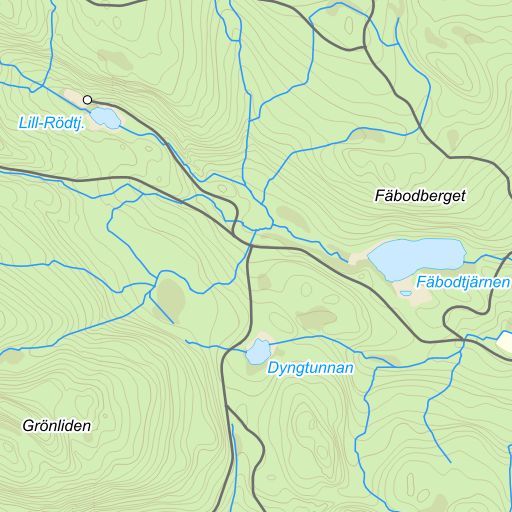 Lill-Rödtj.
Fäbodberget
Fäbodtjärnen
Dyngtunnan
Grönliden